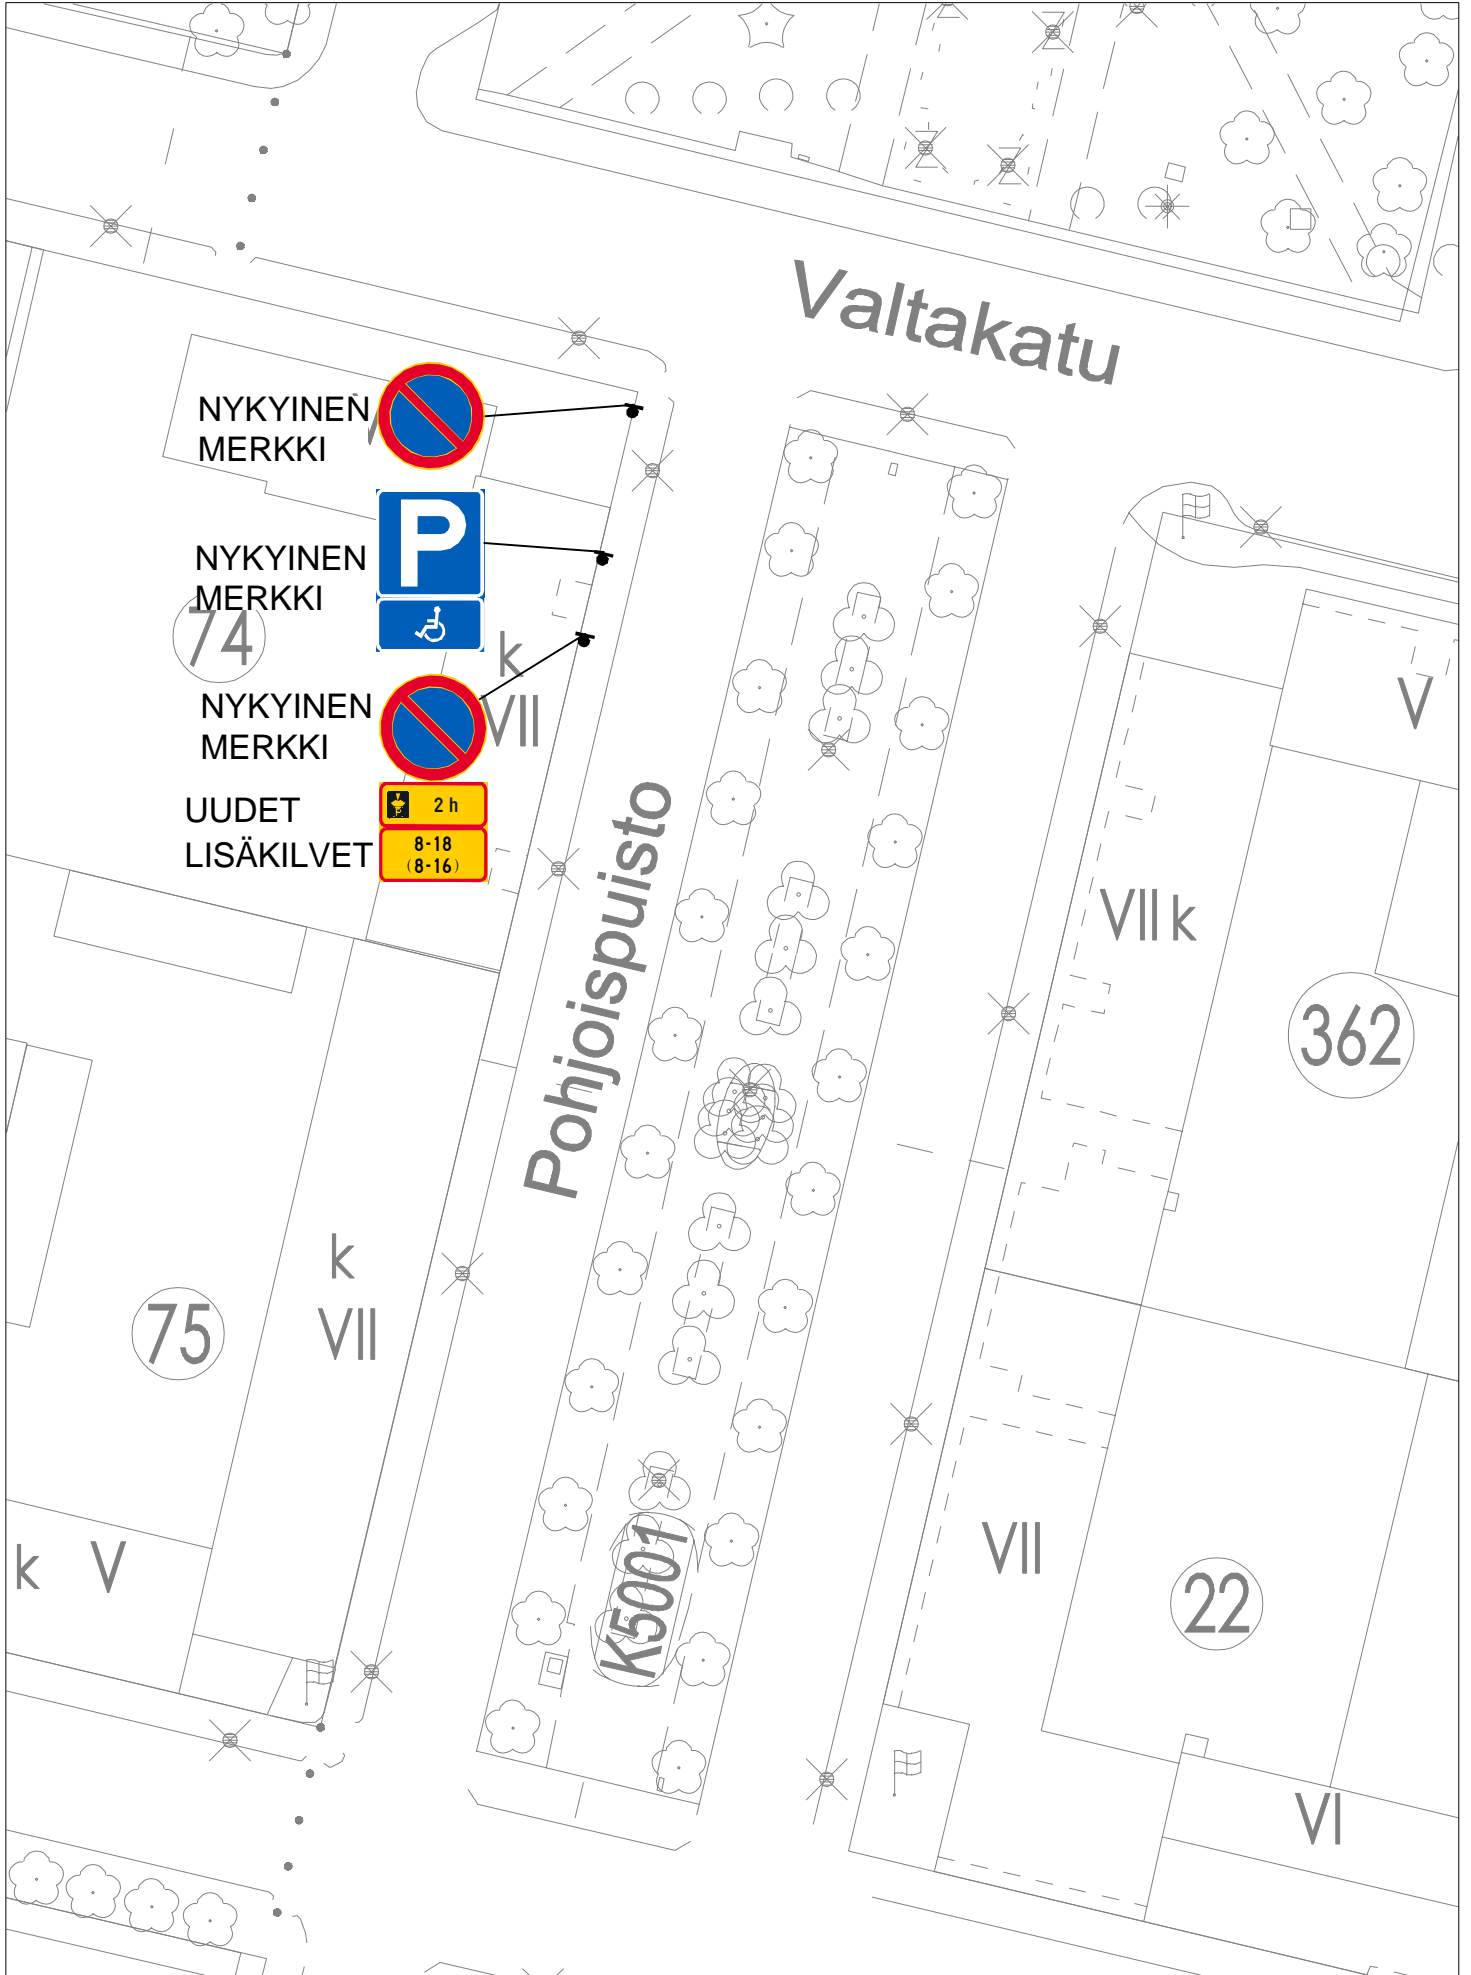 Valtakatu
NYKYINEN
MERKKI
P
NYKYINEN
MERKKI
74
k
VII
NYKYINEN
MERKKI
V
UUDET
LISÄKILVET
2 h
8-18
(8-16)
Pohjoispuisto
VII k
362
k
VII
75
k V
K5001
VII
22
VI